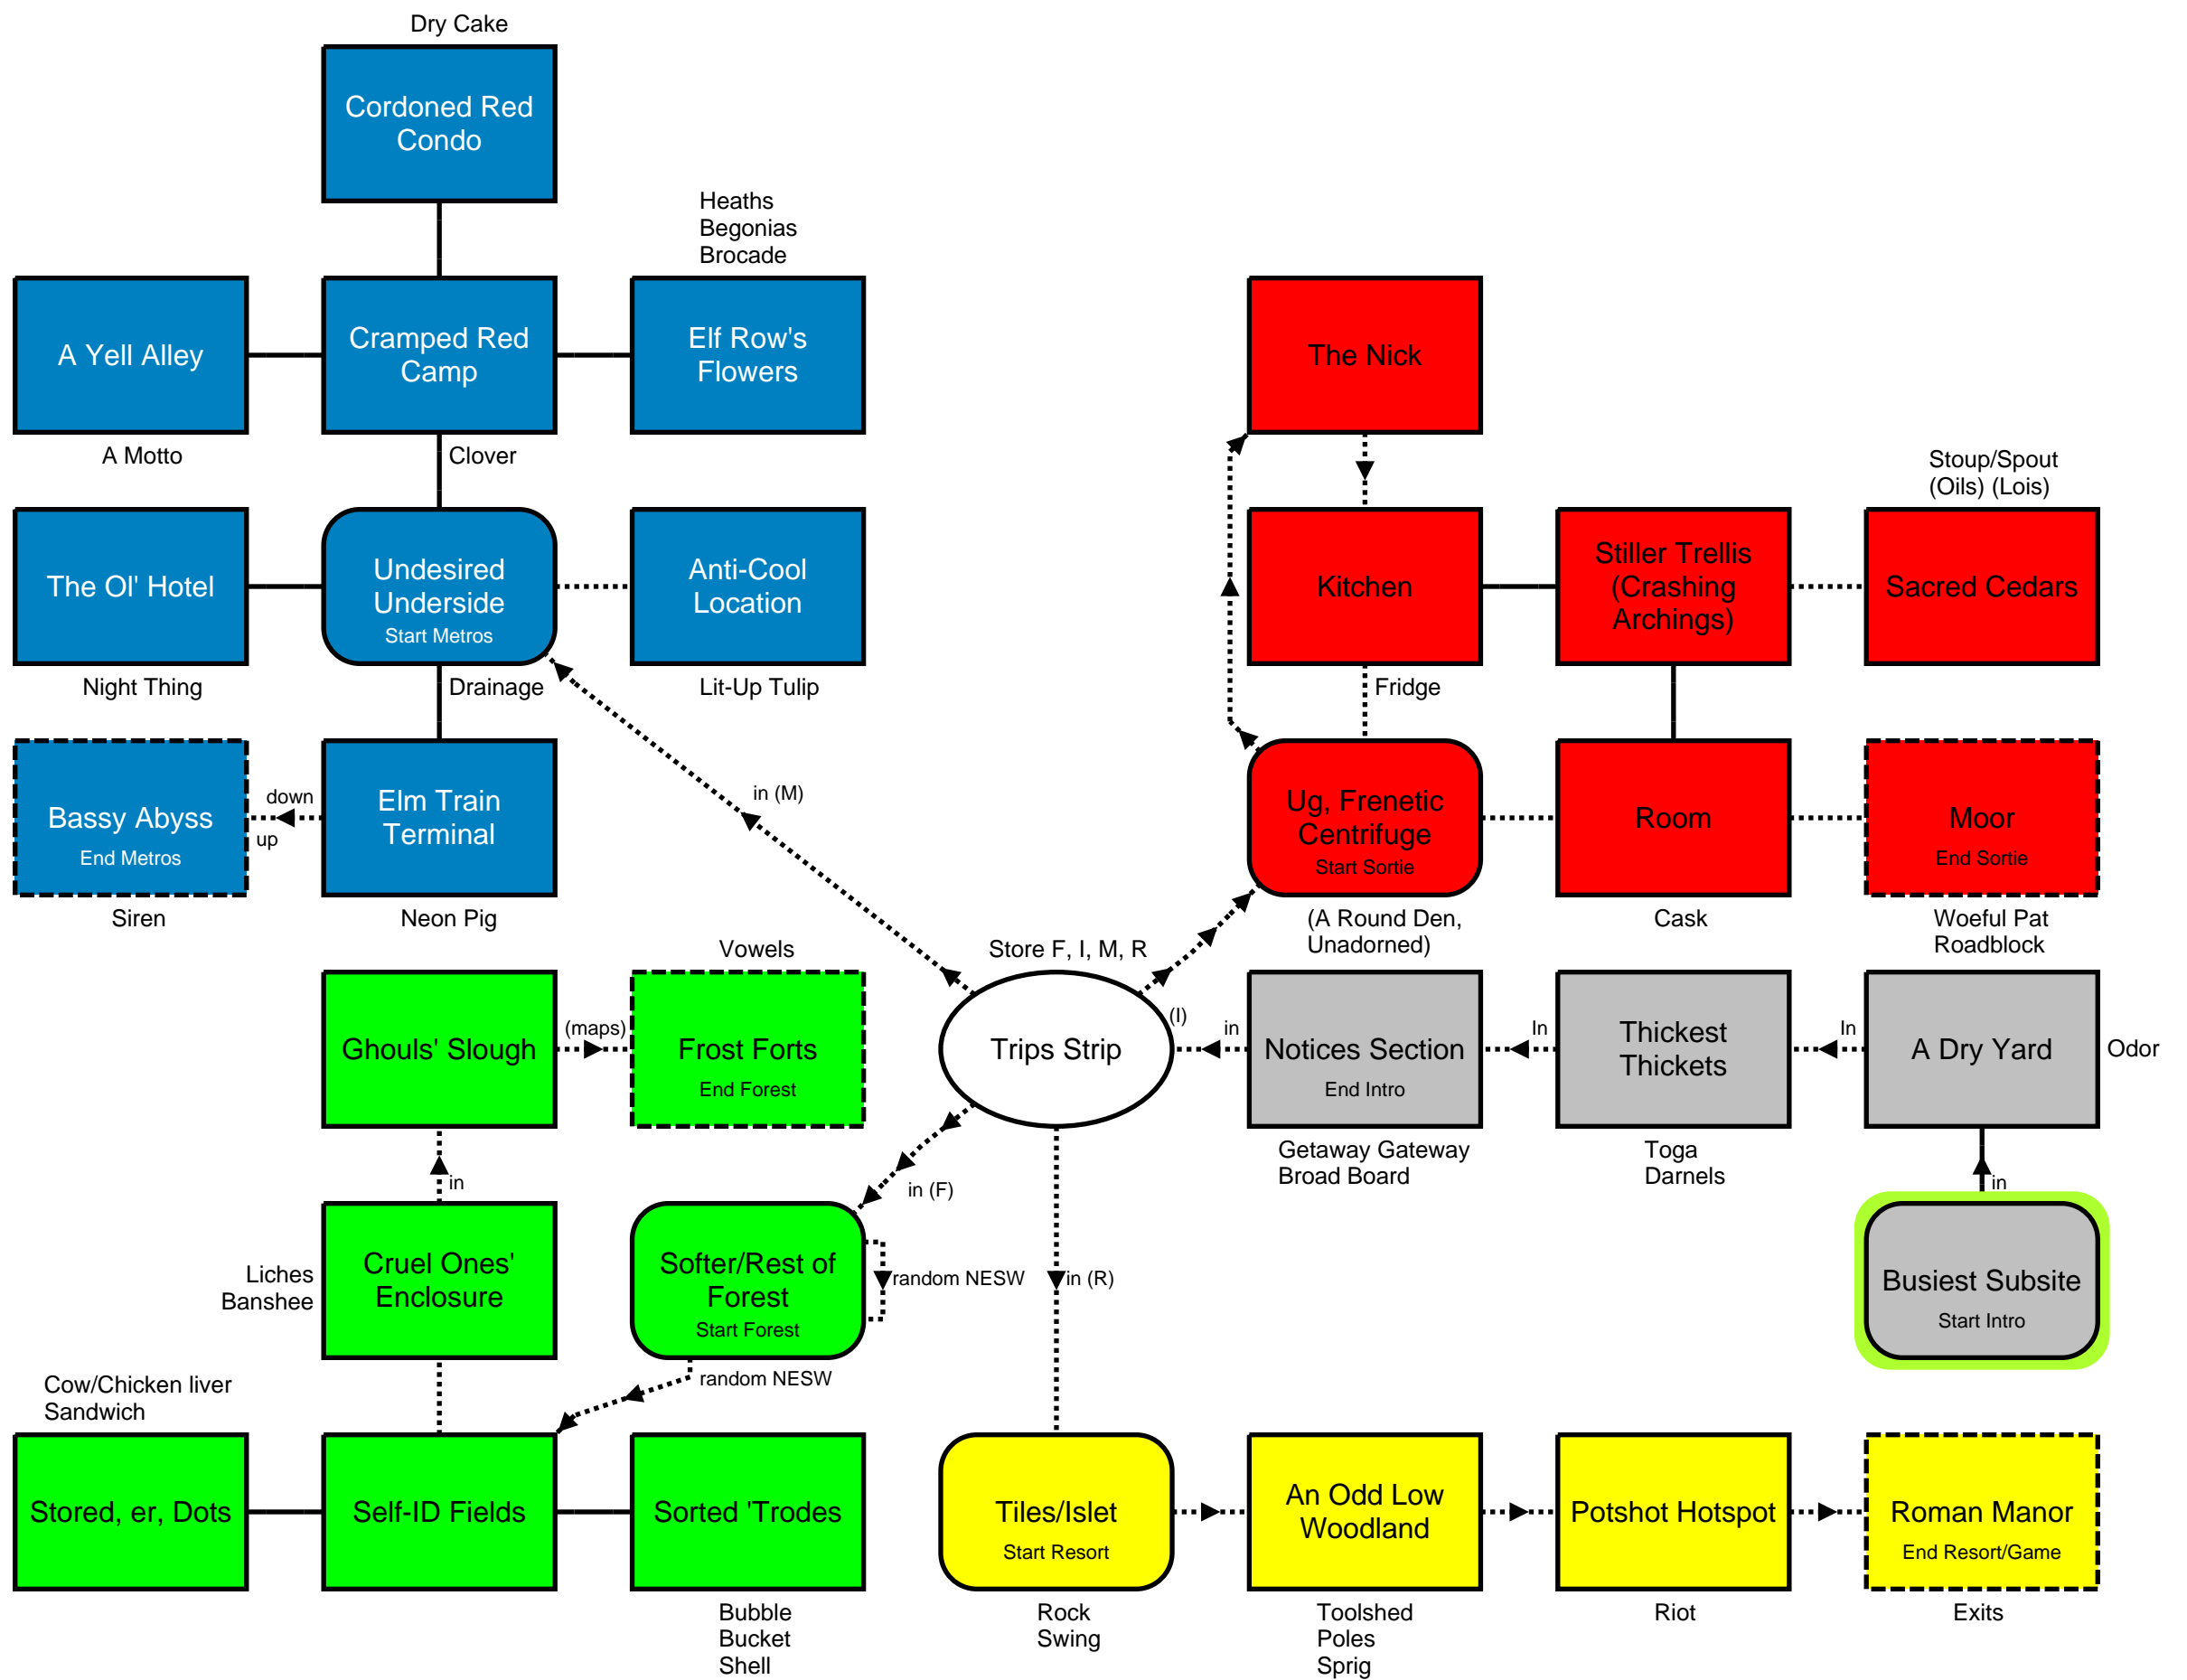 Dry Cake
Cordoned Red
Condo
Heaths
Begonias
Brocade
A Yell Alley
Cramped Red
Camp
Elf Row's
Flowers
The Nick
A Motto
Clover
Stoup/Spout
(Oils) (Lois)
The Ol' Hotel
Undesired
Underside
Start Metros
Anti-Cool
Location
Kitchen
Stiller Trellis
(Crashing
Archings)
Sacred Cedars
Night Thing
Drainage
Lit-Up Tulip
Fridge
Bassy Abyss
End Metros
down
up
Elm Train
Terminal
in (M)
Ug, Frenetic
Centrifuge
Start Sortie
Room
Moor
End Sortie
Siren
Neon Pig
(A Round Den,
Unadorned)
Cask
Woeful Pat
Roadblock
Vowels
Store F, I, M, R
Ghouls' Slough
(maps)
Frost Forts
End Forest
Trips Strip
(I)
in
Notices Section
End Intro
In
Thickest
Thickets
In
A Dry Yard
Odor
Getaway Gateway
Broad Board
Toga
Darnels
in
in (F)
in
Liches
Banshee
Cruel Ones'
Enclosure
Softer/Rest of
Forest
Start Forest
random NESW
in (R)
Busiest Subsite
Start Intro
random NESW
Cow/Chicken liver
Sandwich
Stored, er, Dots
Self-ID Fields
Sorted 'Trodes
Tiles/Islet
Start Resort
An Odd Low
Woodland
Potshot Hotspot
Roman Manor
End Resort/Game
Bubble
Bucket
Shell
Rock
Swing
Toolshed
Poles
Sprig
Riot
Exits